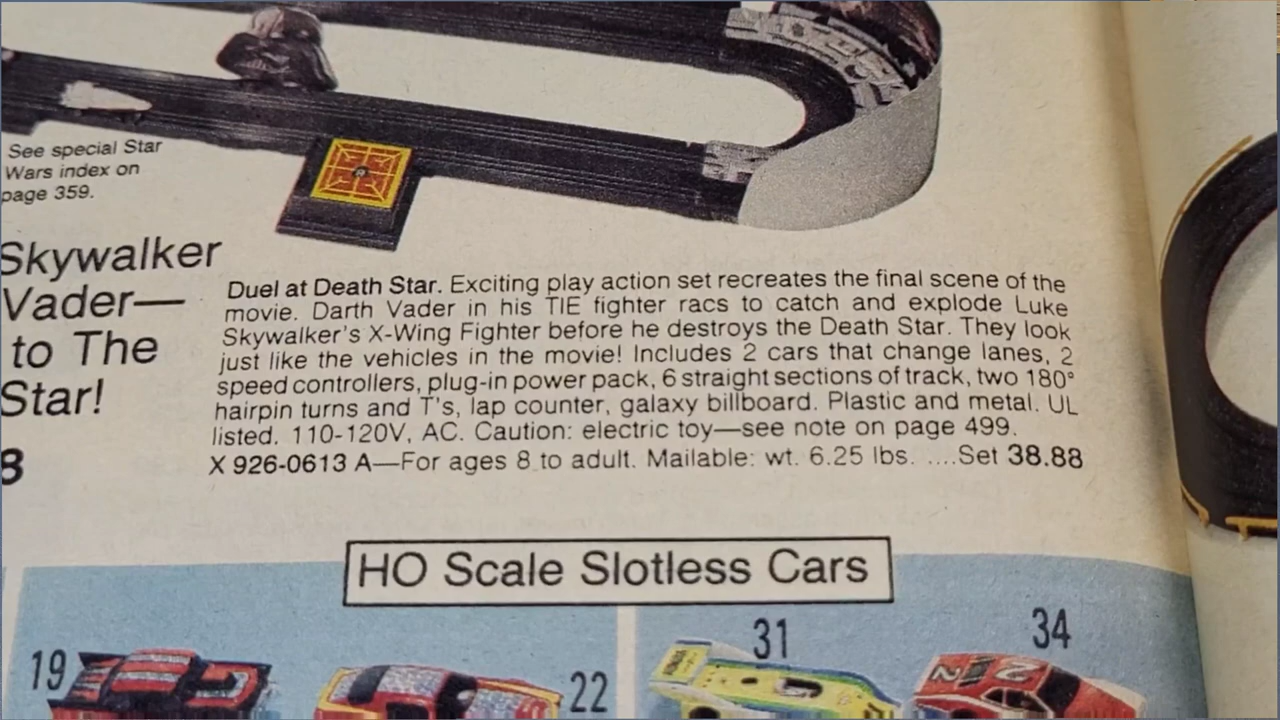 See special Star
Wars index on
page 359.
Skywalker
Vader—
to The
Star!
8
Duel at Death Star. Exciting play action set recreates the final scene of the
movie. Darth Vader in his TIE fighter racs to catch and explode Luke
Skywalker's X-Wing Fighter before he destroys the Death Star. They look
just like the vehicles in the movie! Includes 2 cars that change lanes, 2
speed controllers, plug-in power pack, 6 straight sections of track, two 180°
hairpin turns and T's, lap counter, galaxy billboard. Plastic and metal. UL
listed. 110-120V, AC. Caution: electric toy—see note on page 499.
X 926-0613 A—For ages 8 to adult. Mailable: wt. 6.25 lbs. ....Set 38.88
HO Scale Slotless Cars
19
22
31
34
2
2